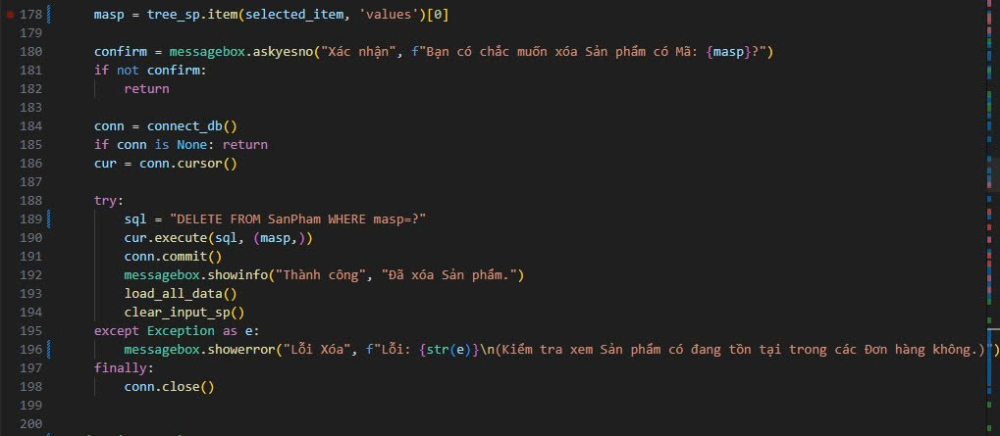 178 masp = tree_sp.item(selected_item, 'values')[0]
179
180 confirm = messagebox.askyesno("Xác nhận", f"Bạn có chắc muốn xóa Sản phẩm có Mã: {masp}?")
181 if not confirm:
182 return
183
184 conn = connect_db()
185 if conn is None: return
186 cur = conn.cursor()
187
188 try:
189 sql = "DELETE FROM SanPham WHERE masp=?"
190 cur.execute(sql, (masp,))
191 conn.commit()
192 messagebox.showinfo("Thành công", "Đã xóa Sản phẩm.")
193 load_all_data()
194 clear_input_sp()
195 except Exception as e:
196 messagebox.showerror("Lỗi Xóa", f"Lỗi: {str(e)}\n(Kiểm tra xem Sản phẩm có đang tồn tại trong các Đơn hàng không.)")
197 finally:
198 conn.close()
199
200